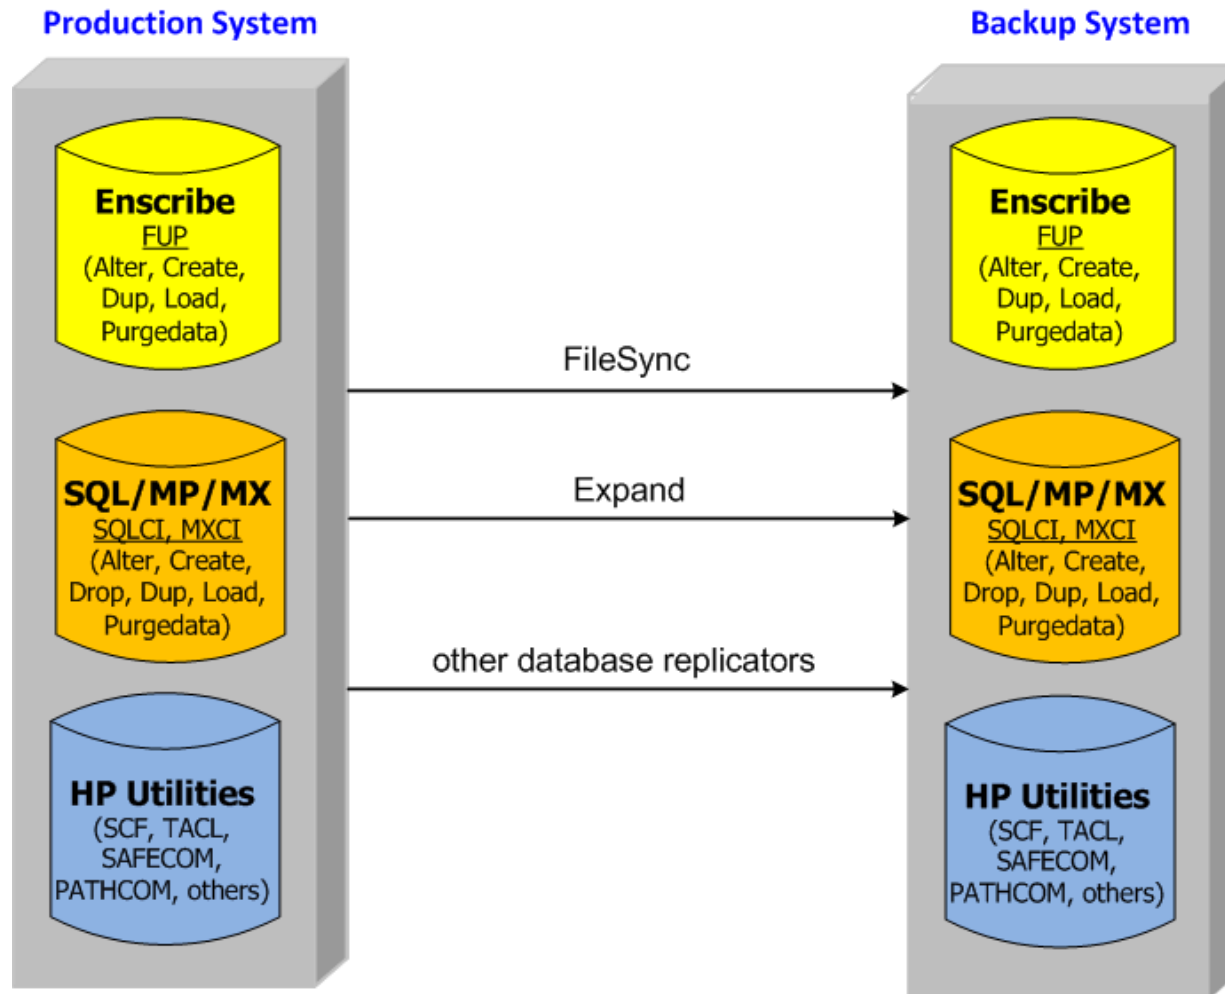 Production System
Backup System
Enscribe
FUP
(Alter, Create,
Dup, Load,
Purgedata)
SQL/MP/MX
SQLCI, MXCI
(Alter, Create,
Drop, Dup, Load,
Purgedata)
HP Utilities
(SCF, TACL,
SAFECOM,
PATHCOM, others)
FileSync
Expand
other database replicators
Enscribe
FUP
(Alter, Create,
Dup, Load,
Purgedata)
SQL/MP/MX
SQLCI, MXCI
(Alter, Create,
Drop, Dup, Load,
Purgedata)
HP Utilities
(SCF, TACL,
SAFECOM,
PATHCOM, others)